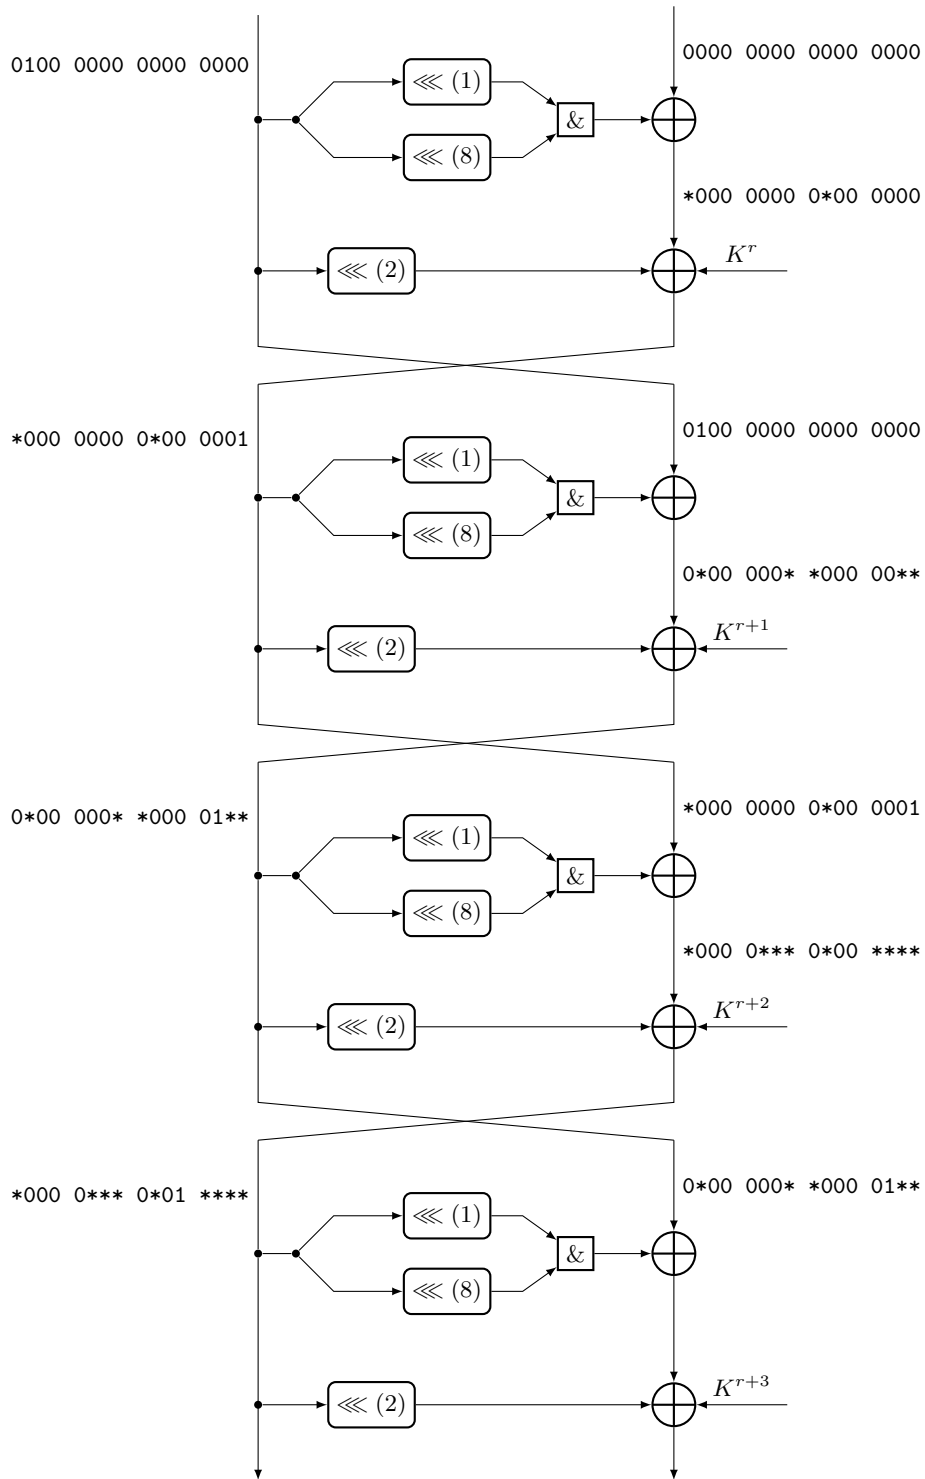 0000 0000 0000 0000
0100 0000 0000 0000
⋘ (1)
&
⋘ (8)
*000 0000 0*00 0000
K^r
⋘ (2)
0100 0000 0000 0000
*000 0000 0*00 0001
⋘ (1)
&
⋘ (8)
0*00 000* *000 00**
K^{r+1}
⋘ (2)
*000 0000 0*00 0001
0*00 000* *000 01**
⋘ (1)
&
⋘ (8)
*000 0*** 0*00 ****
K^{r+2}
⋘ (2)
0*00 000* *000 01**
*000 0*** 0*01 ****
⋘ (1)
&
⋘ (8)
K^{r+3}
⋘ (2)